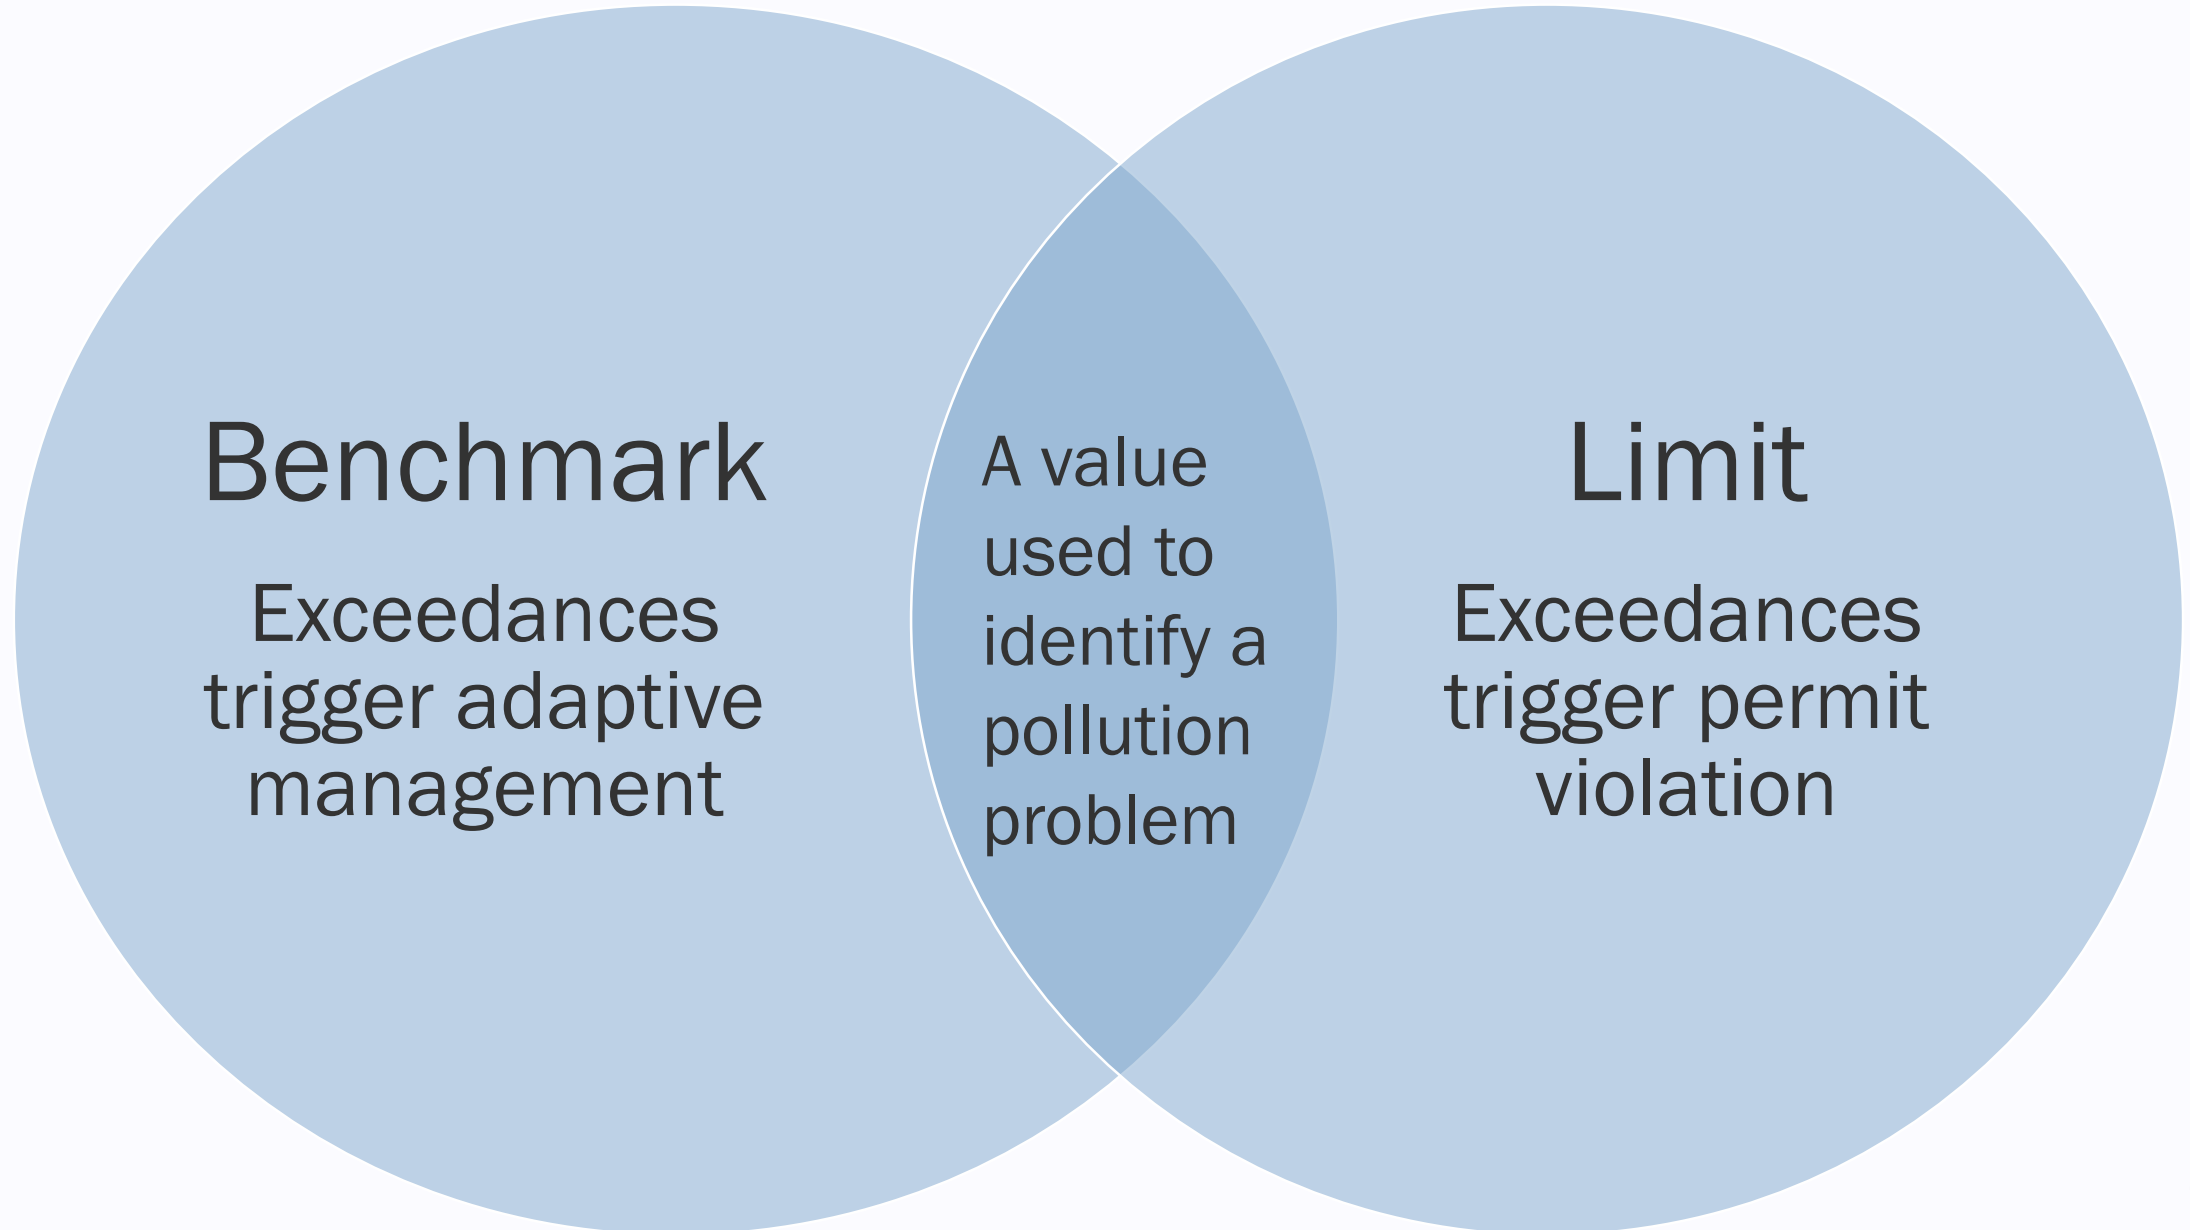 Benchmark
Exceedances
trigger adaptive
management
A value
used to
identify a
pollution
problem
Limit
Exceedances
trigger permit
violation